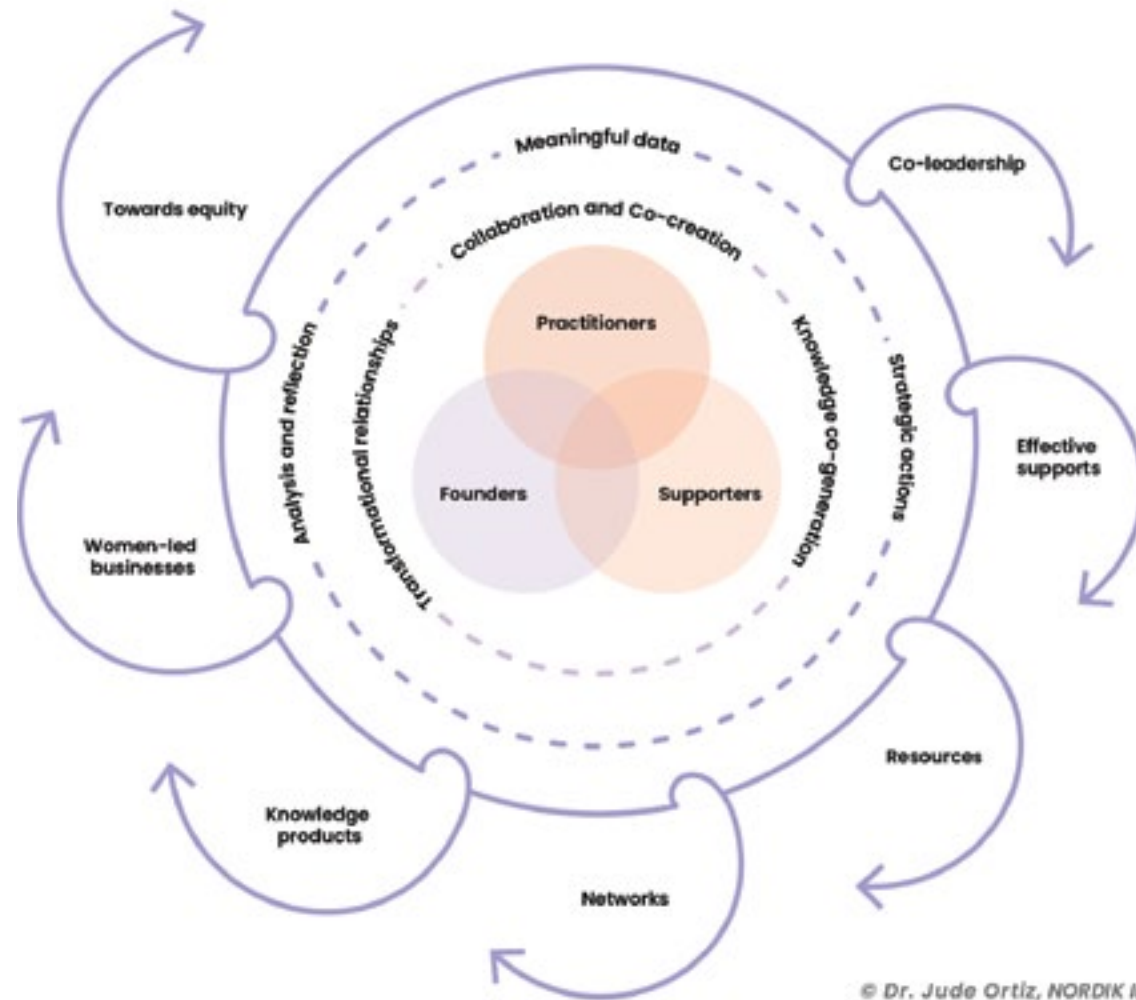 Meaningful data
Collaboration and Co-creation
Co-leadership
Towards equity
Practitioners
Analysis and reflection
Transformational relationships
Knowledge co-generation
Strategic actions
Founders
Supporters
Effective
supports
Women-led
businesses
Resources
Knowledge
products
Networks
© Dr. Jude Ortiz, NORDIK